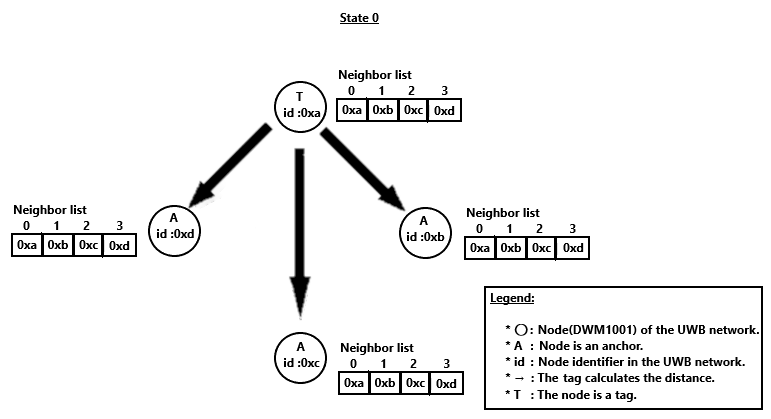 State 0
Neighbor list
0 1 2 3
0xa 0xb 0xc 0xd
T
id :0xa
Neighbor list
0 1 2 3
0xa 0xb 0xc 0xd
A
id :0xd
A
id :0xb
Neighbor list
0 1 2 3
0xa 0xb 0xc 0xd
A
id :0xc
Neighbor list
0 1 2 3
0xa 0xb 0xc 0xd
Legend:
* ◯ : Node(DWM1001) of the UWB network.
* A : Node is an anchor.
* id : Node identifier in the UWB network.
* → : The tag calculates the distance.
* T : The node is a tag.